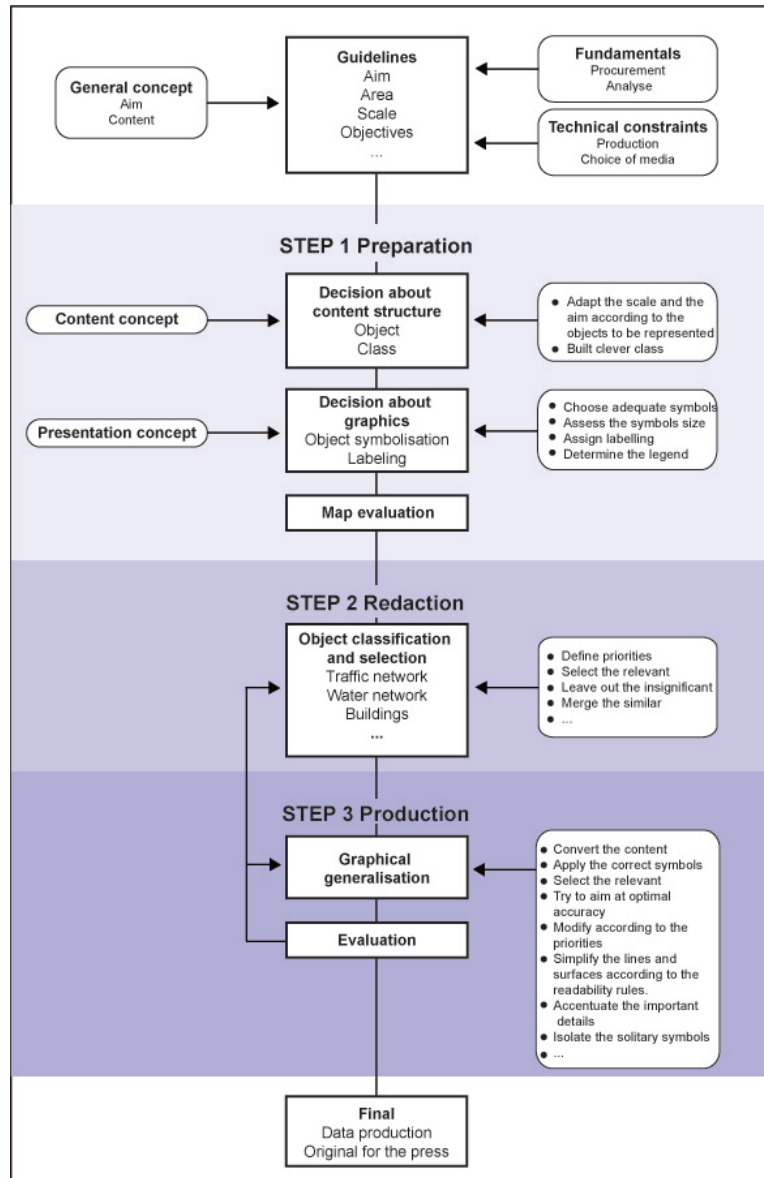 General concept
Aim
Content
Guidelines
Aim
Area
Scale
Objectives
...
Fundamentals
Procurement
Analyse
Technical constraints
Production
Choice of media
STEP 1 Preparation
Content concept
Decision about
content structure
Object
Class
● Adapt the scale and the
aim according to the
objects to be represented
● Built clever class
Presentation concept
Decision about
graphics
Object symbolisation
Labeling
● Choose adequate symbols
● Assess the symbols size
● Assign labelling
● Determine the legend
Map evaluation
STEP 2 Redaction
Object classification
and selection
Traffic network
Water network
Buildings
...
● Define priorities
● Select the relevant
● Leave out the insignificant
● Merge the similar
● ...
STEP 3 Production
Graphical
generalisation
● Convert the content
● Apply the correct symbols
● Select the relevant
● Try to aim at optimal
accuracy
● Modify according to the
priorities
● Simplify the lines and
surfaces according to the
readability rules.
● Accentuate the important
details
● Isolate the solitary symbols
● ...
Evaluation
Final
Data production
Original for the press